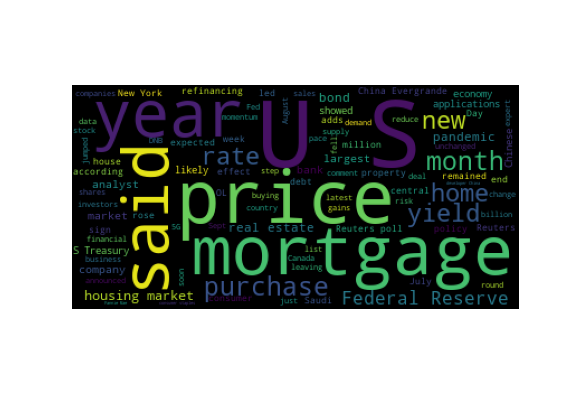 companies New York refinancing led sales China Evergrande economy
data Fed August bond showed applications Day expert
stock momentum adds demand reduce
year U S new
jumped DNB expected week pace fell supply million pandemic unchanged Chinese
house according rate largest month
likely effect step bank comment property deal remained end
analyst OL debt central home change
said price
shares buying latest gains risk yield billion
investors country
market rose sign SG Sept real estate Reuters poll policy Reuters
financial mortgage
S Treasury
business list
company Canada leaving
announced soon purchase July round
housing market consumer just Saudi Federal Reserve